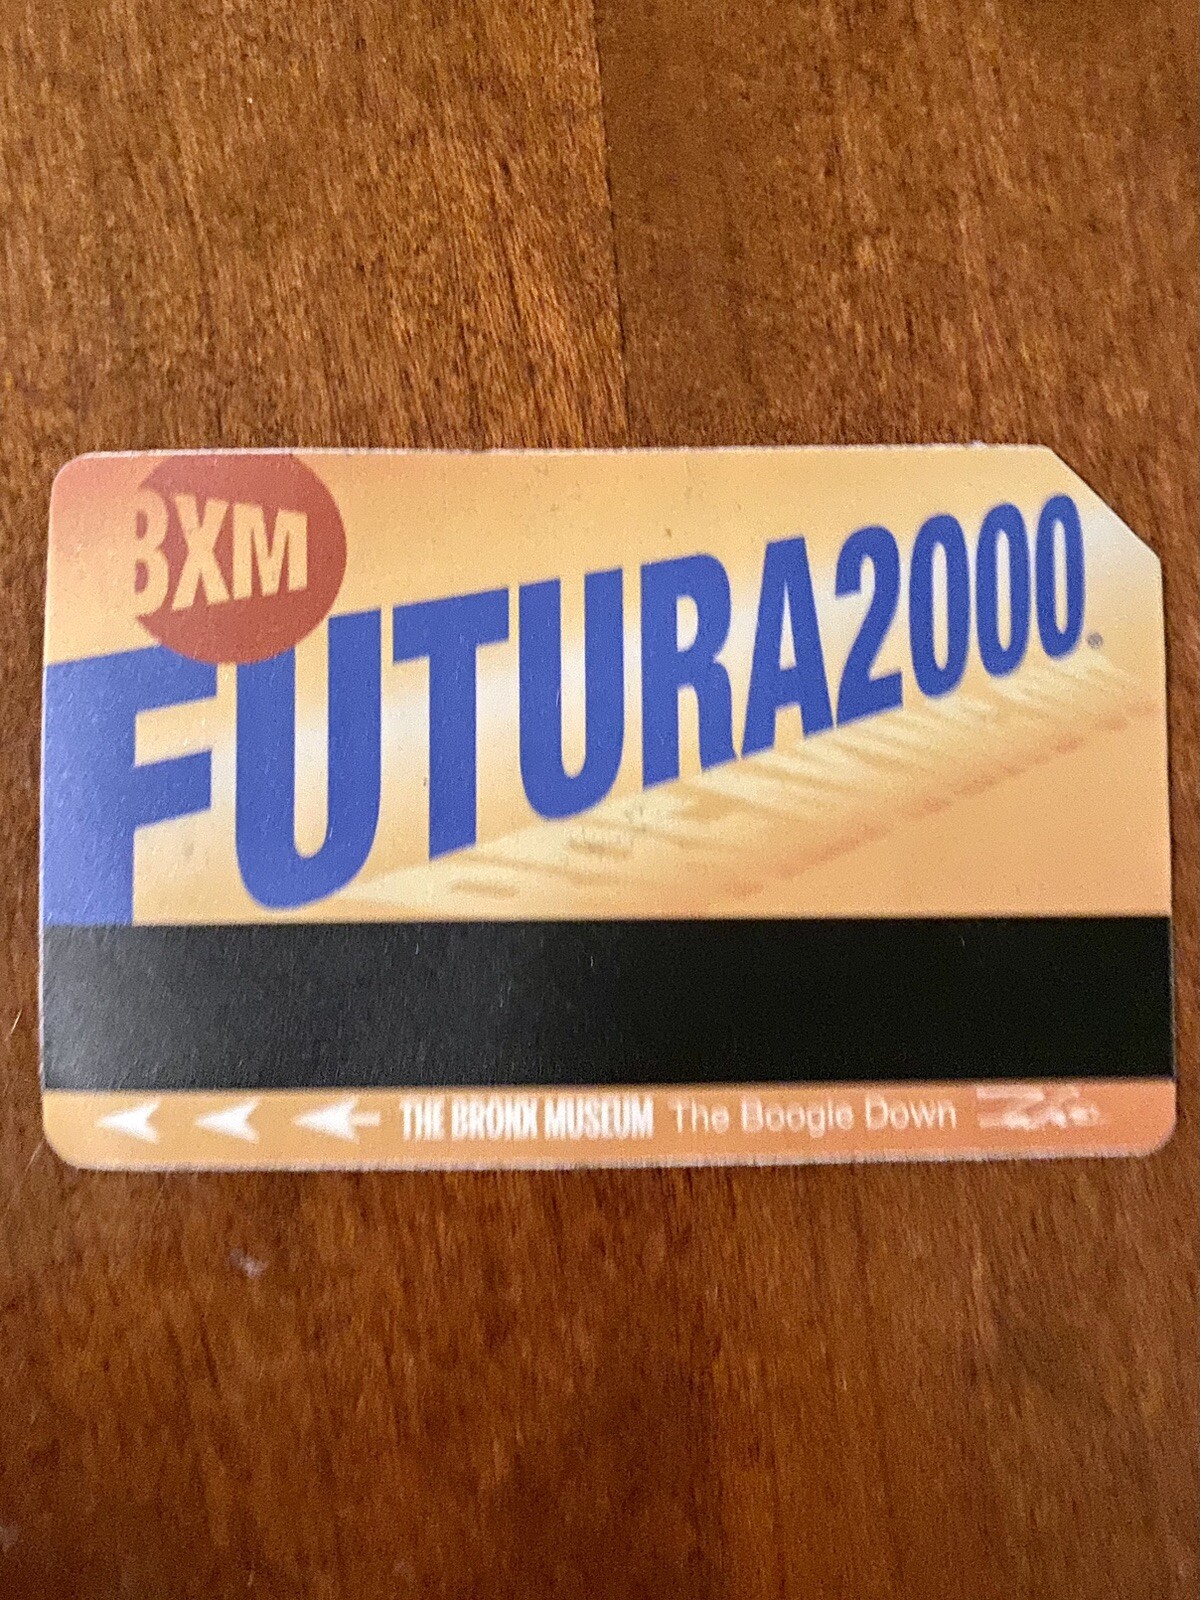 BXM
FUTURA2000®
THE BRONX MUSEUM The Boogie Down